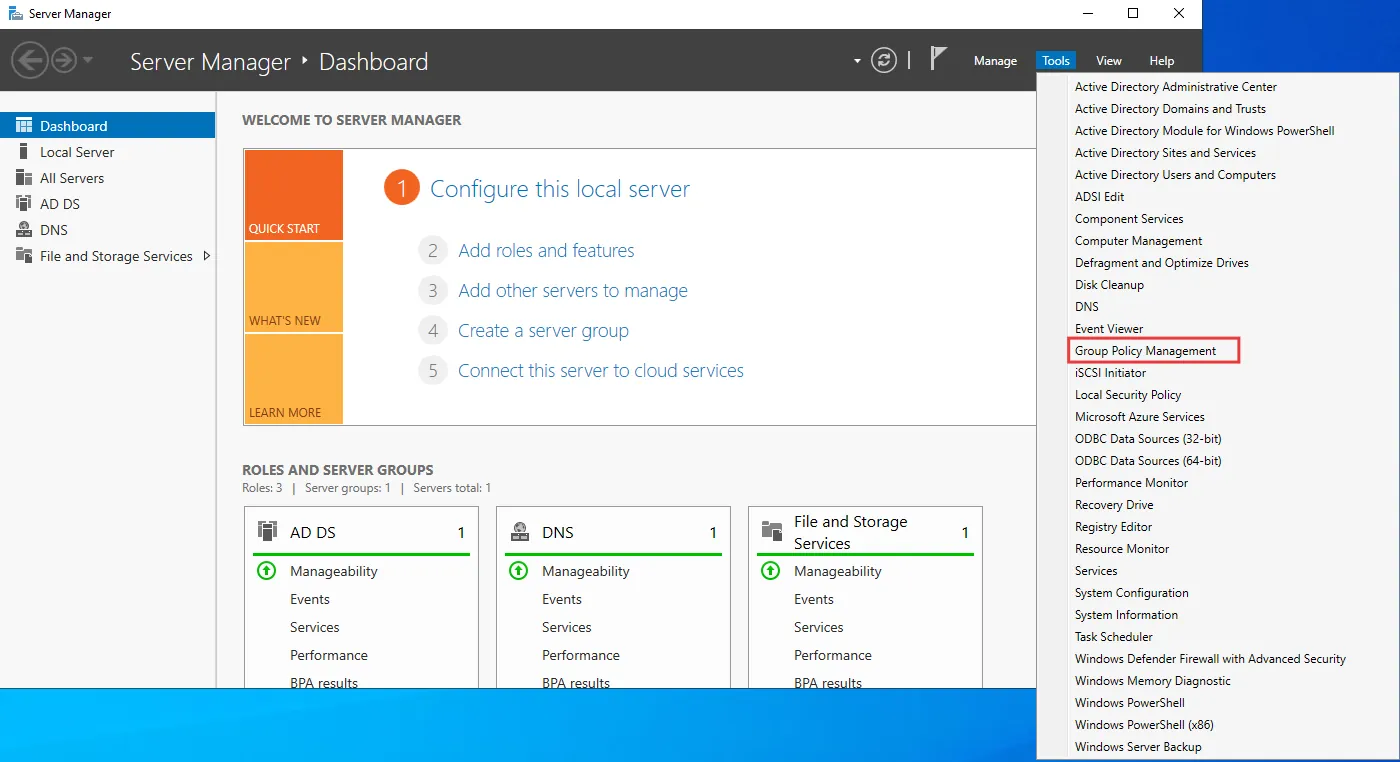 Server Manager
Server Manager ‣ Dashboard
Manage Tools View Help
Dashboard
Local Server
All Servers
AD DS
DNS
File and Storage Services
WELCOME TO SERVER MANAGER
QUICK START
WHAT'S NEW
LEARN MORE
1 Configure this local server
2 Add roles and features
3 Add other servers to manage
4 Create a server group
5 Connect this server to cloud services
ROLES AND SERVER GROUPS
Roles: 3 | Server groups: 1 | Servers total: 1
AD DS 1
Manageability
Events
Services
Performance
BPA results
DNS 1
Manageability
Events
Services
Performance
BPA results
File and Storage
Services 1
Manageability
Events
Services
Performance
BPA results
Active Directory Administrative Center
Active Directory Domains and Trusts
Active Directory Module for Windows PowerShell
Active Directory Sites and Services
Active Directory Users and Computers
ADSI Edit
Component Services
Computer Management
Defragment and Optimize Drives
Disk Cleanup
DNS
Event Viewer
Group Policy Management
iSCSI Initiator
Local Security Policy
Microsoft Azure Services
ODBC Data Sources (32-bit)
ODBC Data Sources (64-bit)
Performance Monitor
Recovery Drive
Registry Editor
Resource Monitor
Services
System Configuration
System Information
Task Scheduler
Windows Defender Firewall with Advanced Security
Windows Memory Diagnostic
Windows PowerShell
Windows PowerShell (x86)
Windows Server Backup